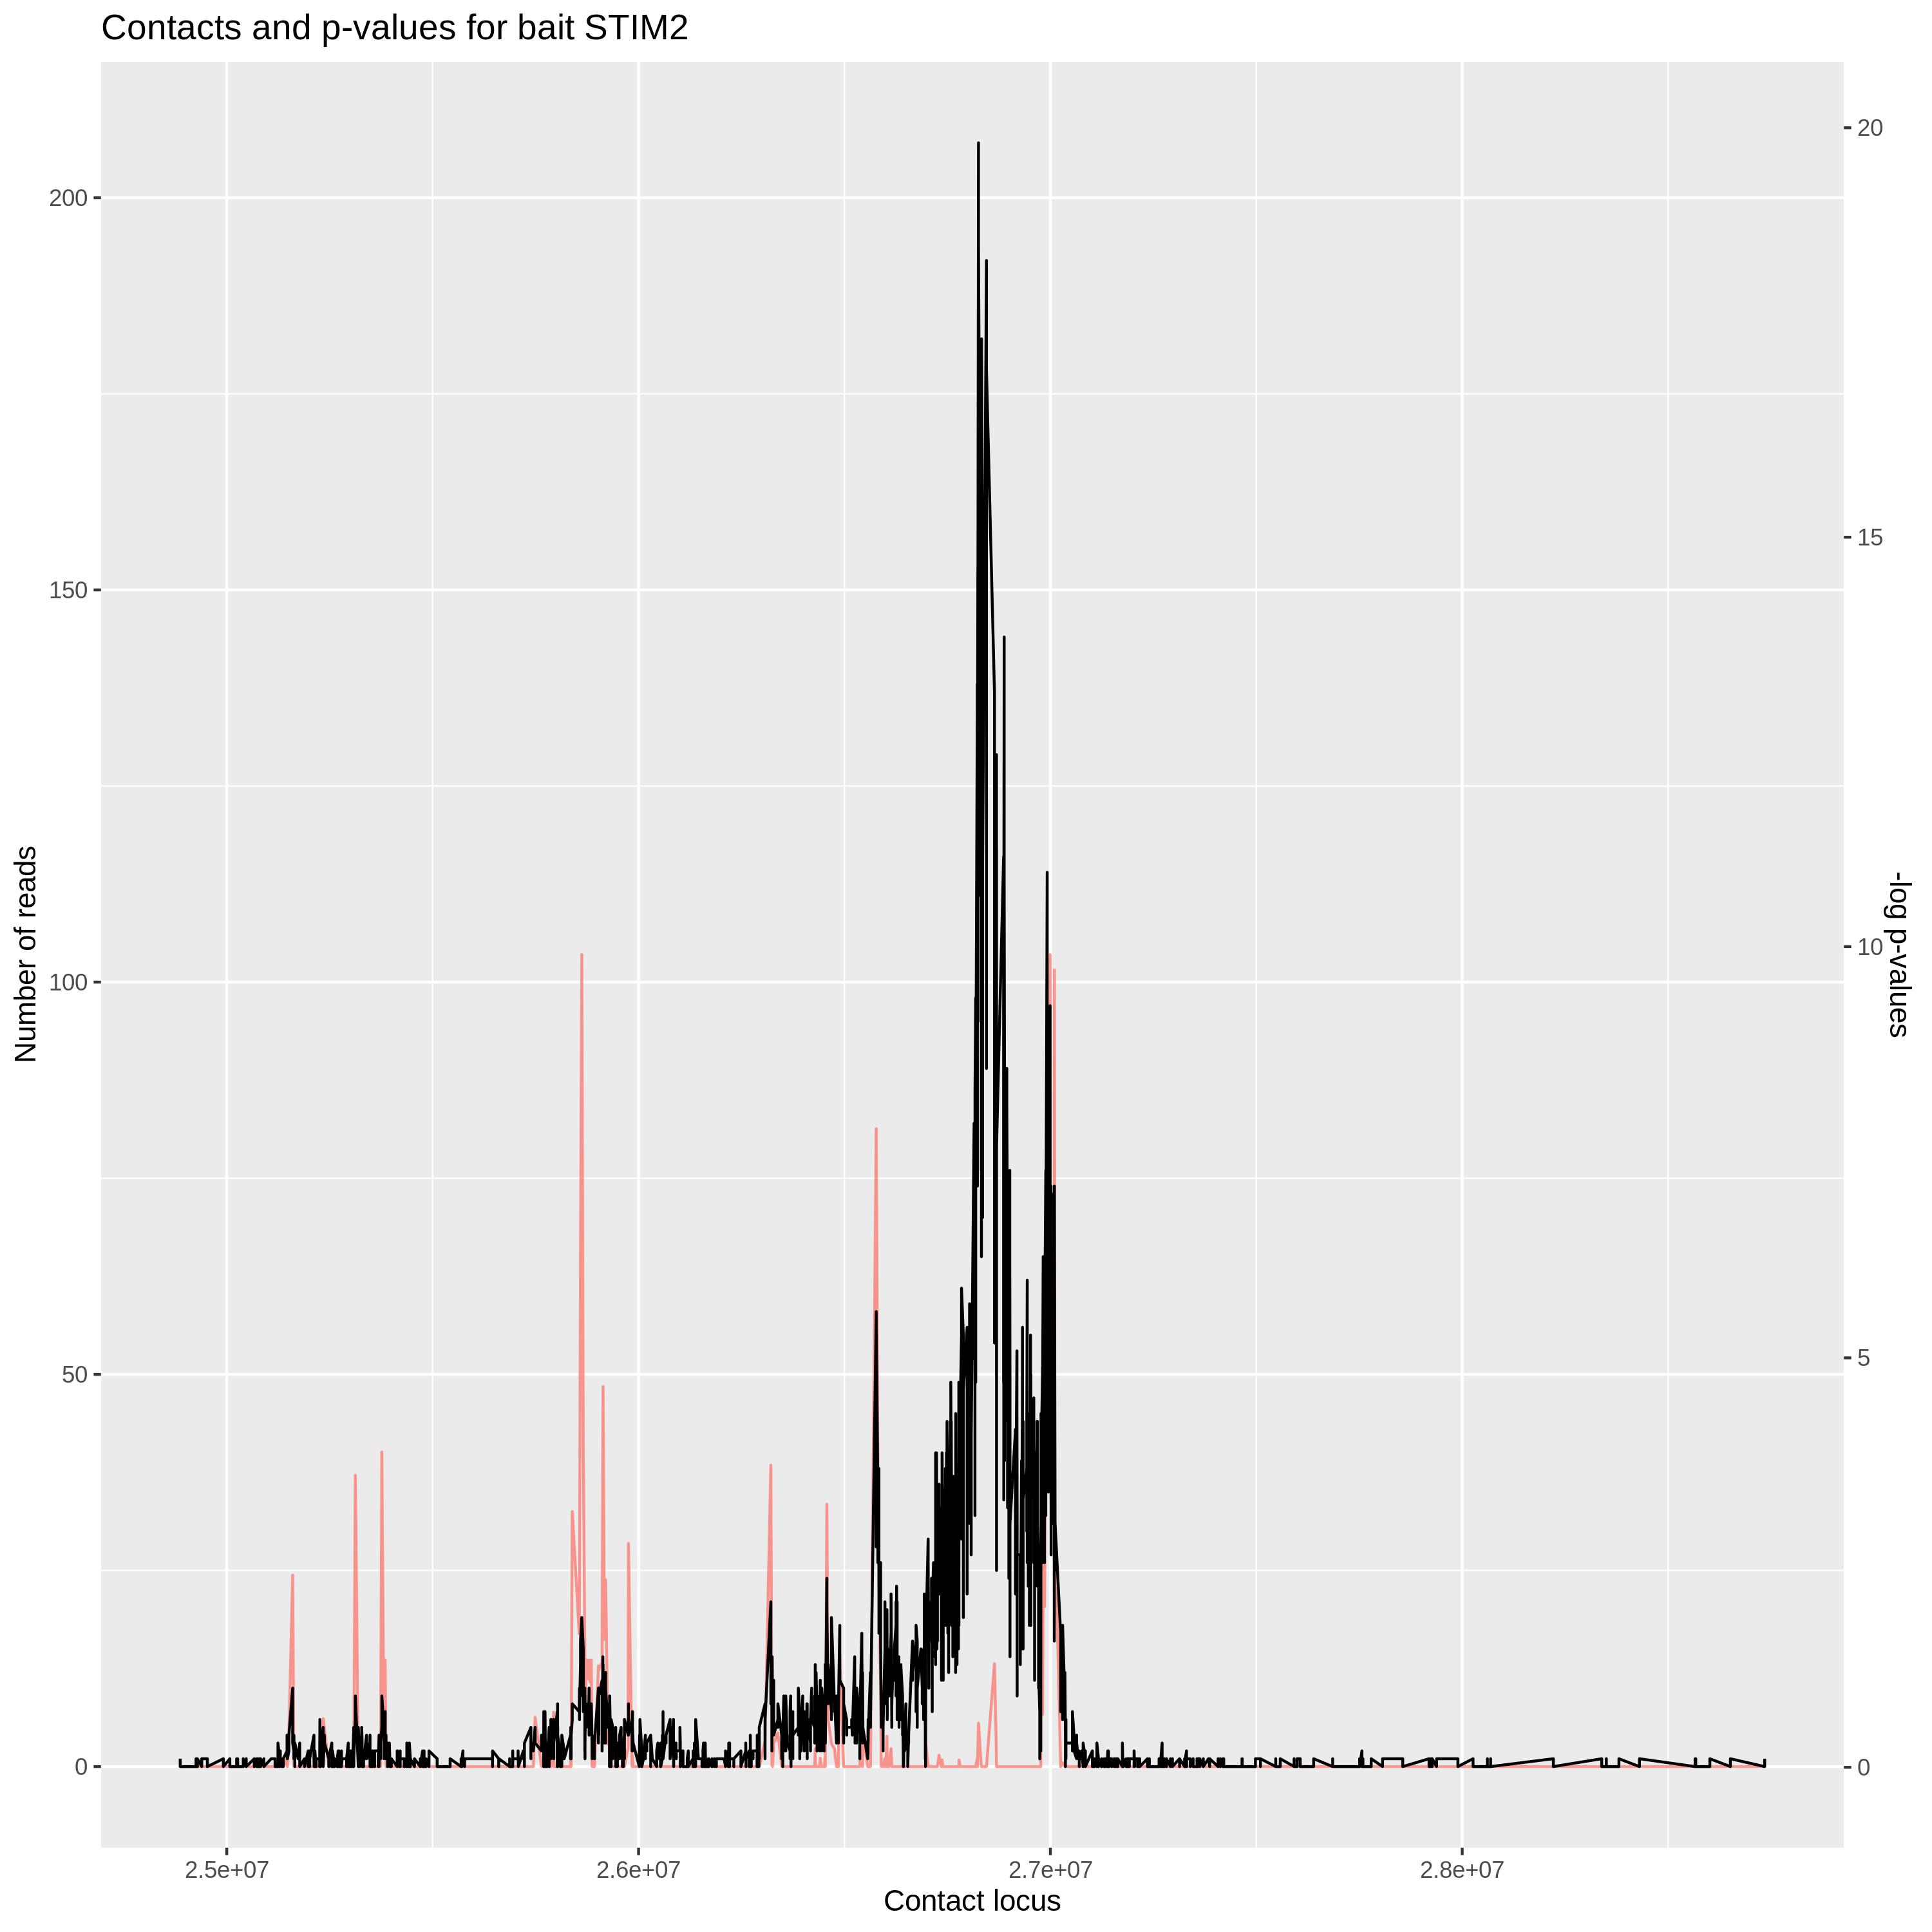 Contacts and p-values for bait STIM2
Number of reads
200
150
100
50
0
20
15
10
5
0
-log p-values
2.5e+07
2.6e+07
2.7e+07
2.8e+07
Contact locus